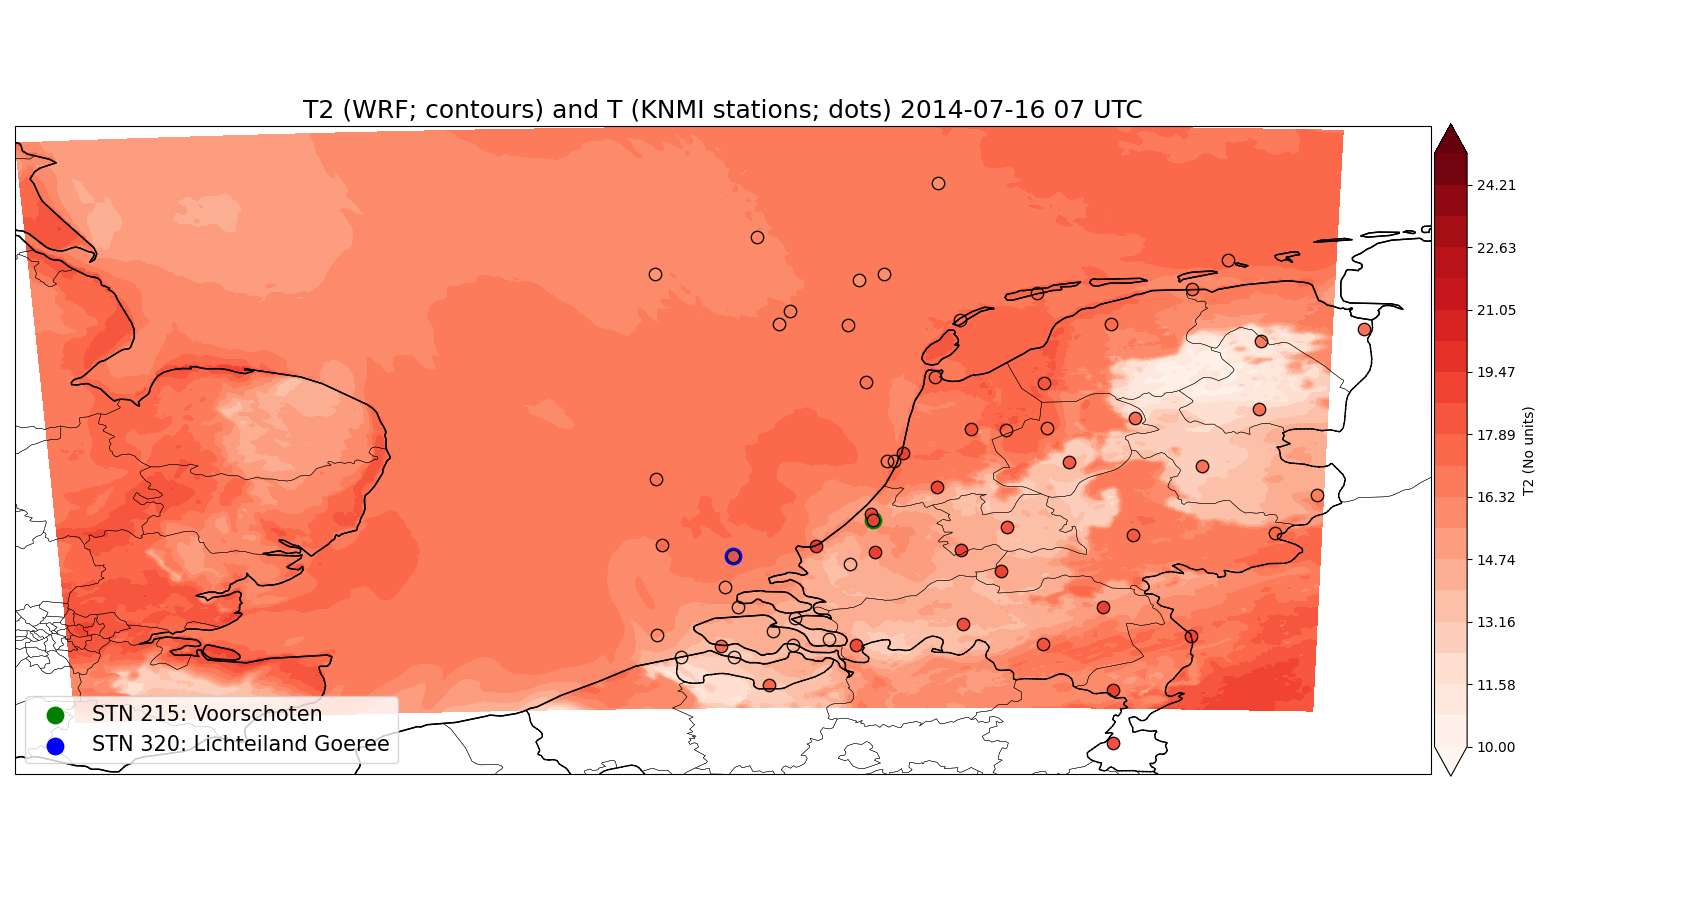 T2 (WRF; contours) and T (KNMI stations; dots) 2014-07-16 07 UTC
24.21
22.63
21.05
19.47
17.89
16.32
14.74
13.16
11.58
10.00
T2 (No units)
STN 215: Voorschoten
STN 320: Lichteiland Goeree